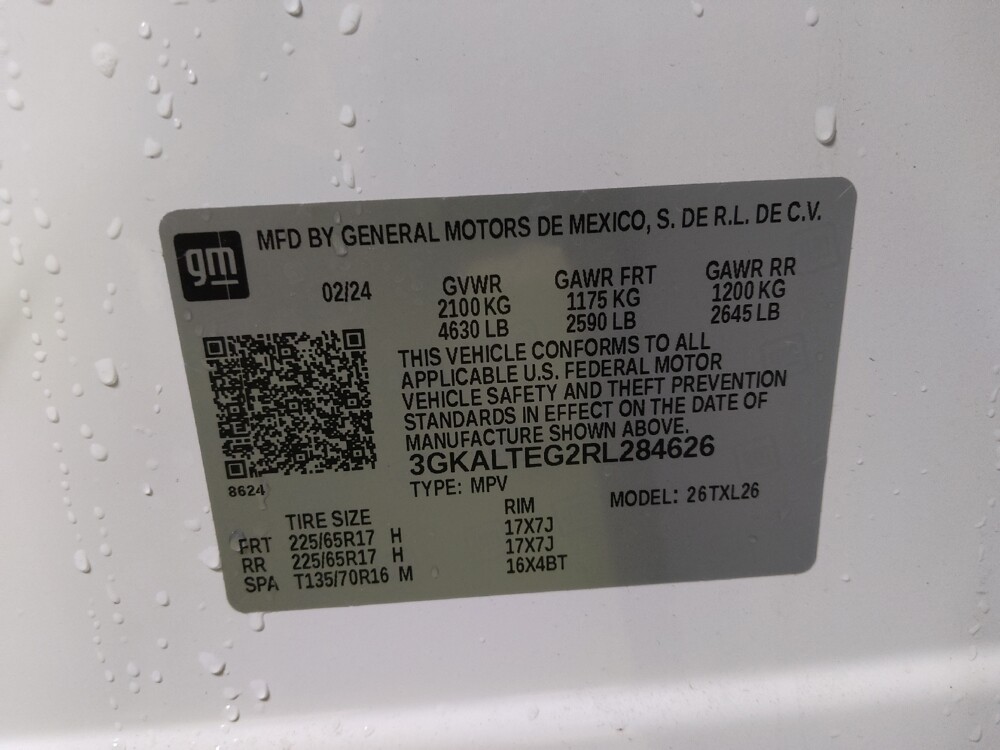 gm
MFD BY GENERAL MOTORS DE MEXICO, S. DE R.L. DE C.V.
02/24 GVWR GAWR FRT GAWR RR
2100 KG 1175 KG 1200 KG
4630 LB 2590 LB 2645 LB
THIS VEHICLE CONFORMS TO ALL
APPLICABLE U.S. FEDERAL MOTOR
VEHICLE SAFETY AND THEFT PREVENTION
STANDARDS IN EFFECT ON THE DATE OF
MANUFACTURE SHOWN ABOVE.
3GKALTEG2RL284626
8624
TYPE: MPV MODEL: 26TXL26
TIRE SIZE RIM
FRT 225/65R17 H 17X7J
RR 225/65R17 H 17X7J
SPA T135/70R16 M 16X4BT